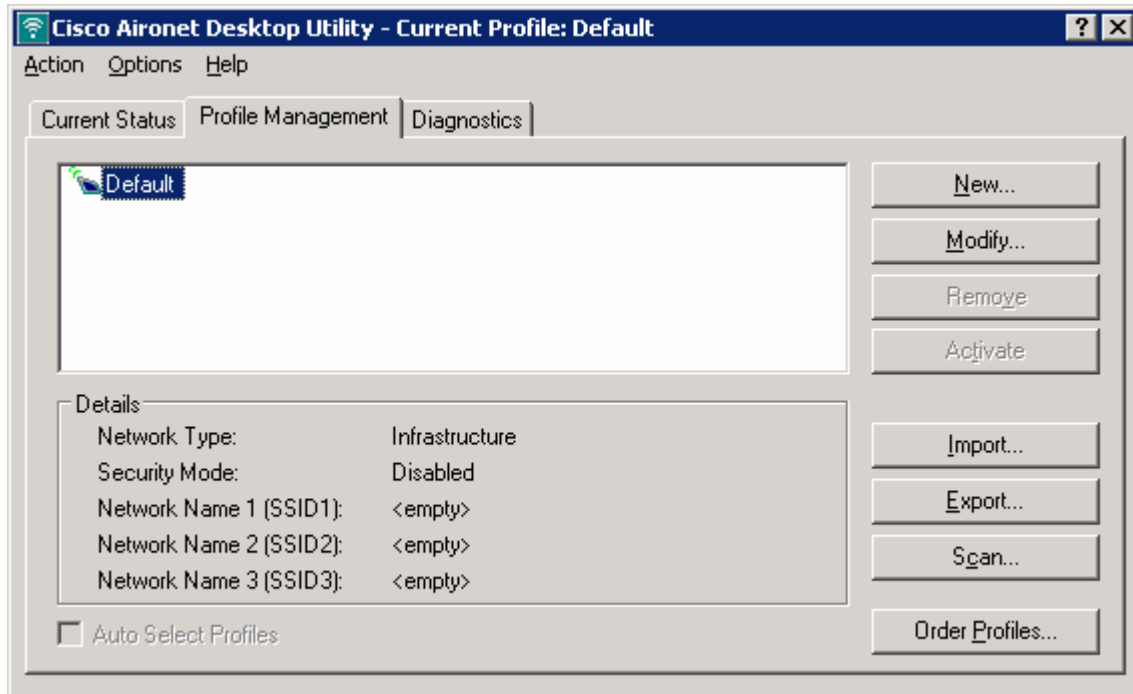 Cisco Aironet Desktop Utility - Current Profile: Default
? X
Action Options Help
Current Status Profile Management Diagnostics
Default
New...
Modify...
Remove
Activate
Details
Network Type: Infrastructure
Security Mode: Disabled
Network Name 1 (SSID1): <empty>
Network Name 2 (SSID2): <empty>
Network Name 3 (SSID3): <empty>
Import...
Export...
Scan...
Auto Select Profiles
Order Profiles...